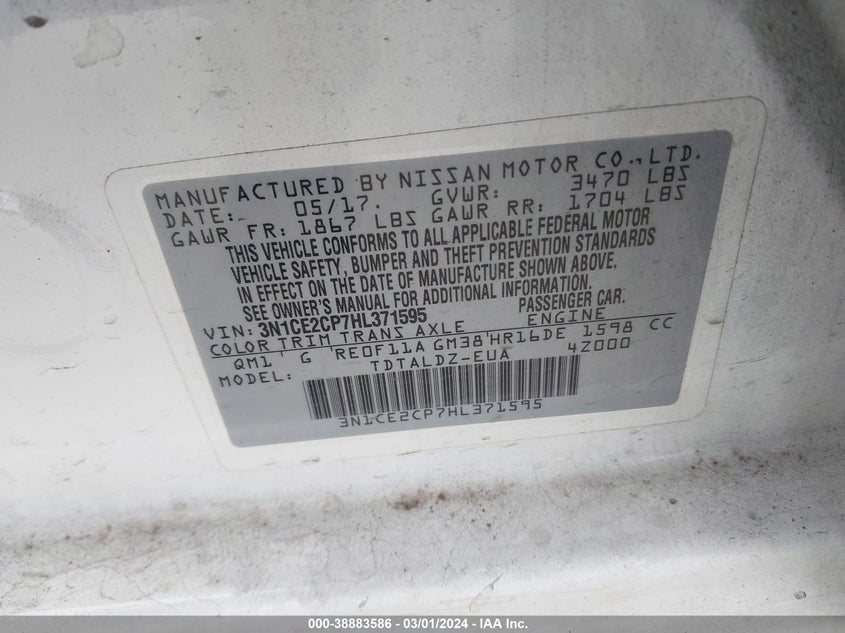 MANUFACTURED BY NISSAN MOTOR CO., LTD.
DATE: 05/17. GVWR: 3470 LBS
GAWR FR: 1867 LBS GAWR RR: 1704 LBS
THIS VEHICLE CONFORMS TO ALL APPLICABLE FEDERAL MOTOR
VEHICLE SAFETY, BUMPER AND THEFT PREVENTION STANDARDS
IN EFFECT ON THE DATE OF MANUFACTURE SHOWN ABOVE.
SEE OWNER'S MANUAL FOR ADDITIONAL INFORMATION.
VIN: 3N1CE2CP7HL371595 PASSENGER CAR.
COLOR TRIM TRANS AXLE ENGINE
QM1 G RE0F11A GM38 HR16DE 1598 CC
MODEL: TDTALDZ-EUA 4Z000
3N1CE2CP7HL371595
000-38883586 - 03/01/2024 - IAA Inc.